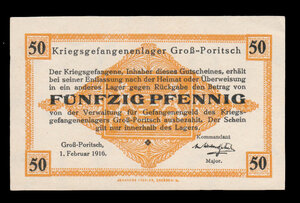 50 50
Kriegsgefangenenlager Groß-Poritsch
Der Kriegsgefangene, Inhaber dieses Gutscheines, erhält
bei seiner Entlassung nach der Heimat oder Überweisung
in ein anderes Lager gegen Rückgabe den Betrag von
FÜNFZIG PFENNIG
von der Verwaltung für Gefangenengeld des Kriegs-
gefangenenlagers Groß-Poritsch ausbezahlt. Der Schein
gilt nur innerhalb des Lagers.
Kommandant
Groß-Poritsch,
1. Februar 1916.
Major.
50 50